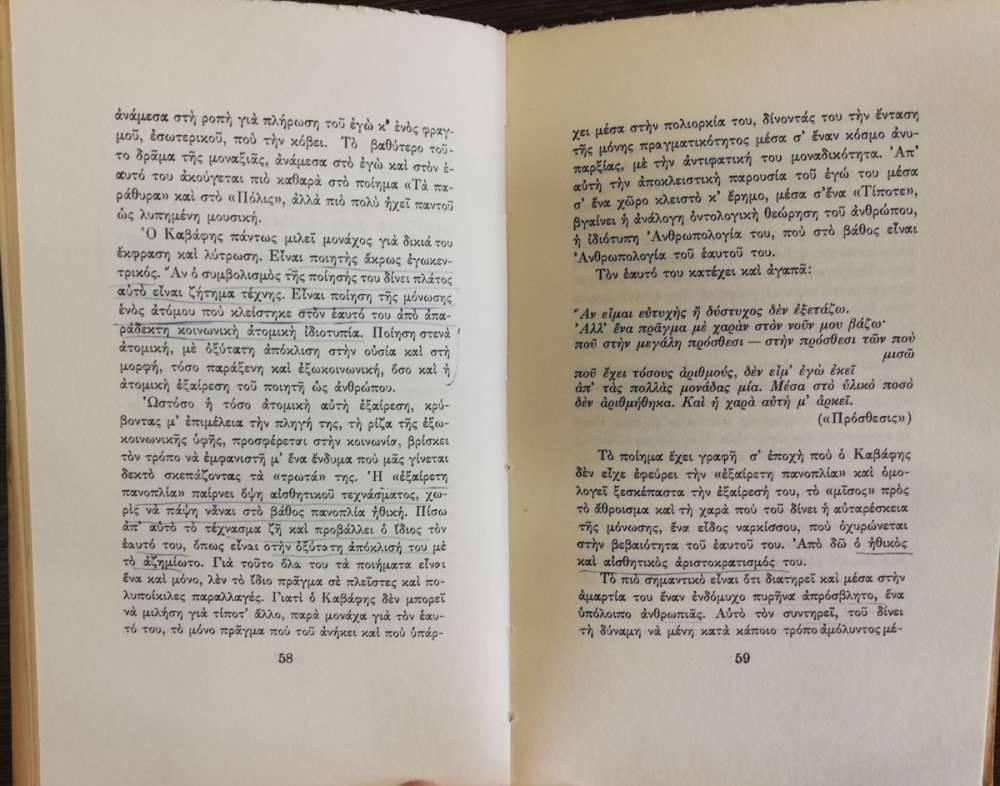 ἀνάμεσα στὴ ροπὴ γιὰ πλήρωση τοῦ ἐγὼ κ' ἑνὸς φραγ-
μοῦ, ἐσωτερικοῦ, ποὺ τὴν κόβει. Τὸ βαθύτερο τοῦ-
το δρᾶμα τῆς μοναξιᾶς, ἀνάμεσα στὸ ἐγὼ καὶ στὸν ἑ-
αυτό του ἀκούγεται πιὸ καθαρὰ στὸ ποίημα «Τὰ πα-
ράθυρα» καὶ στὸ «Πόλις», ἀλλὰ πιὸ πολὺ ἠχεῖ παντοῦ
ὡς λυπημένη μουσική.
Ὁ Καβάφης πάντως μιλεῖ μονάχος γιὰ δικιά του
ἔκφραση καὶ λύτρωση. Εἶναι ποιητὴς ἄκρως ἐγωκεν-
τρικός. Ἂν ὁ συμβολισμὸς τῆς ποίησής του δίνει πλάτος
αὐτὸ εἶναι ζήτημα τέχνης. Εἶναι ποίηση τῆς μόνωσης
ἑνὸς ἀτόμου ποὺ κλείστηκε στὸν ἑαυτό του ἀπὸ ἀπα-
ράδεκτη κοινωνικὴ ἀτομικὴ ἰδιοτυπία. Ποίηση στενὰ
ἀτομική, μὲ ὀξύτατη ἀπόκλιση στὴν οὐσία καὶ στὴ
μορφή, τόσο παράξενη καὶ ἐξωκοινωνική, ὅσο καὶ ἡ
ἀτομικὴ ἐξαίρεση τοῦ ποιητῆ ὡς ἀνθρώπου.
Ὡστόσο ἡ τόσο ἀτομικὴ αὐτὴ ἐξαίρεση, κρύ-
βοντας μ' ἐπιμέλεια τὴν πηγή της, τὴ ρίζα τῆς ἐξω-
κοινωνικῆς ὑφῆς, προσφέρεται στὴν κοινωνία, βρίσκει
τὸν τρόπο νὰ ἐμφανιστῆ μ' ἕνα ἔνδυμα ποὺ μᾶς γίνεται
δεκτὸ σκεπάζοντας τὰ «τρωτά» της. Ἡ «ἐξαίρετη
πανοπλία» παίρνει ὄψη αἰσθητικοῦ τεχνάσματος, χω-
ρὶς νὰ πάψη νἆναι στὸ βάθος πανοπλία ἠθική. Πίσω
ἀπ' αὐτὸ τὸ τέχνασμα ζῆ καὶ προβάλλει ὁ ἴδιος τὸν
ἑαυτό του, ὅπως εἶναι στὴν ὀξύτατη ἀπόκλισή του μὲ
τὸ ἀζημίωτο. Γιὰ τοῦτο ὅλα του τὰ ποιήματα εἶναι
ἕνα καὶ μόνο, λὲν τὸ ἴδιο πρᾶγμα σὲ πλεῖστες καὶ πο-
λυποίκιλες παραλλαγές. Γιατὶ ὁ Καβάφης δὲν μπορεῖ
νὰ μιλήση γιὰ τίποτ' ἄλλο, παρὰ μονάχα γιὰ τὸν ἑαυ-
τό του, τὸ μόνο πρᾶγμα ποὺ τοῦ ἀνήκει καὶ ποὺ ὑπάρ-
58
χει μέσα στὴν πολιορκία του, δίνοντάς του τὴν ἔνταση
τῆς μόνης πραγματικότητος μέσα σ' ἕναν κόσμο ἀνυ-
παρξίας, μὲ τὴν ἀντιφατική του μοναδικότητα. Ἀπ'
αὐτὴ τὴν ἀποκλειστικὴ παρουσία τοῦ ἐγώ του μέσα
σ' ἕνα χῶρο κλειστὸ κ' ἔρημο, μέσα σ'ἕνα «Τίποτε»,
βγαίνει ἡ ἀνάλογη ὀντολογικὴ θεώρηση τοῦ ἀνθρώπου,
ἡ ἰδιότυπη Ἀνθρωπολογία του, ποὺ στὸ βάθος εἶναι
Ἀνθρωπολογία τοῦ ἑαυτοῦ του.
Τὸν ἑαυτό του κατέχει καὶ ἀγαπᾶ:
Ἂν εἶμαι εὐτυχὴς ἢ δύστυχος δὲν ἐξετάζω.
Ἀλλ' ἕνα πρᾶγμα μὲ χαρὰν στὸν νοῦν μου βάζω·
ποῦ στὴν μεγάλη πρόσθεσι — στὴν πρόσθεσι τῶν ποὺ
μισῶ
ποῦ ἔχει τόσους ἀριθμούς, δὲν εἶμ' ἐγὼ ἐκεῖ
ἀπ' τὰς πολλὰς μονάδας μία. Μέσα στὸ ὑλικὸ ποσὸ
δὲν ἀριθμήθηκα. Καὶ ἡ χαρὰ αὐτὴ μ' ἀρκεῖ.
(«Πρόσθεσις»)
Τὸ ποίημα ἔχει γραφῆ σ' ἐποχὴ ποὺ ὁ Καβάφης
δὲν εἶχε ἐφεύρει τὴν «ἐξαίρετη πανοπλία» καὶ ὁμο-
λογεῖ ξεσκέπαστα τὴν ἐξαίρεσή του, τὸ «μῖσος» πρὸς
τὸ ἄθροισμα καὶ τὴ χαρὰ ποὺ τοῦ δίνει ἡ αὐταρέσκεια
τῆς μόνωσης, ἕνα εἶδος ναρκίσσου, ποὺ ὀχυρώνεται
στὴν βεβαιότητα τοῦ ἑαυτοῦ του. Ἀπὸ δῶ ὁ ἠθικὸς
καὶ αἰσθητικὸς ἀριστοκρατισμός του.
Τὸ πιὸ σημαντικὸ εἶναι ὅτι διατηρεῖ καὶ μέσα στὴν
ἁμαρτία του ἕναν ἐνδόμυχο πυρῆνα ἀπρόσβλητο, ἕνα
ὑπόλοιπο ἀνθρωπιᾶς. Αὐτὸ τὸν συντηρεῖ, τοῦ δίνει
τὴ δύναμη νὰ μένη κατὰ κάποιο τρόπο ἀμόλυντος μέ-
59